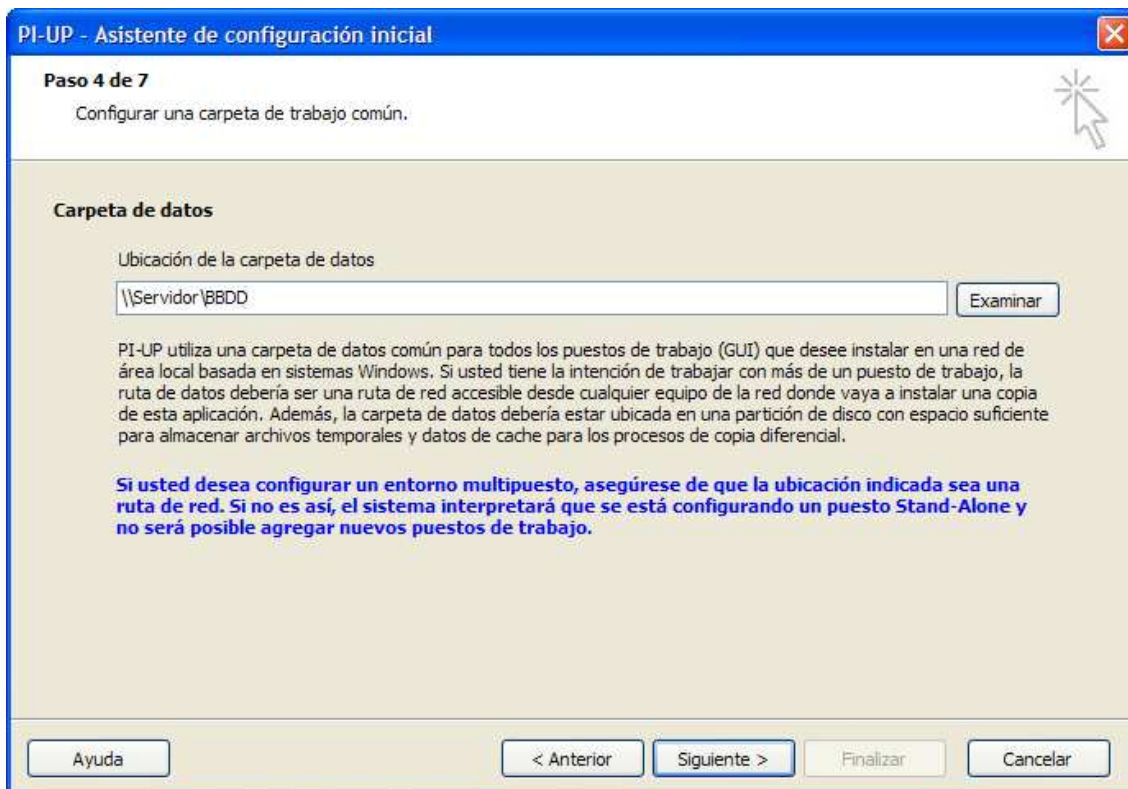 PI-UP - Asistente de configuración inicial
Paso 4 de 7
Configurar una carpeta de trabajo común.
Carpeta de datos
Ubicación de la carpeta de datos
\\Servidor\BBDD
Examinar
PI-UP utiliza una carpeta de datos común para todos los puestos de trabajo (GUI) que desee instalar en una red de
área local basada en sistemas Windows. Si usted tiene la intención de trabajar con más de un puesto de trabajo, la
ruta de datos debería ser una ruta de red accesible desde cualquier equipo de la red donde vaya a instalar una copia
de esta aplicación. Además, la carpeta de datos debería estar ubicada en una partición de disco con espacio suficiente
para almacenar archivos temporales y datos de cache para los procesos de copia diferencial.
Si usted desea configurar un entorno multipuesto, asegúrese de que la ubicación indicada sea una
ruta de red. Si no es así, el sistema interpretará que se está configurando un puesto Stand-Alone y
no será posible agregar nuevos puestos de trabajo.
Ayuda
< Anterior
Siguiente >
Finalizar
Cancelar